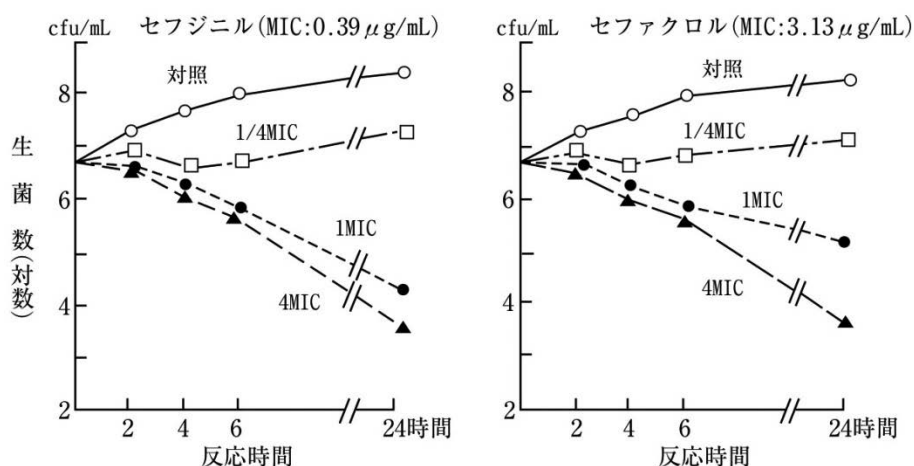 cfu/mL セフジニル(MIC:0.39μg/mL)
8
6
4
2
生菌数(対数)
対照
1/4MIC
1MIC
4MIC
2 4 6 24時間
反応時間
cfu/mL セファクロル(MIC:3.13μg/mL)
8
6
4
2
対照
1/4MIC
1MIC
4MIC
2 4 6 24時間
反応時間